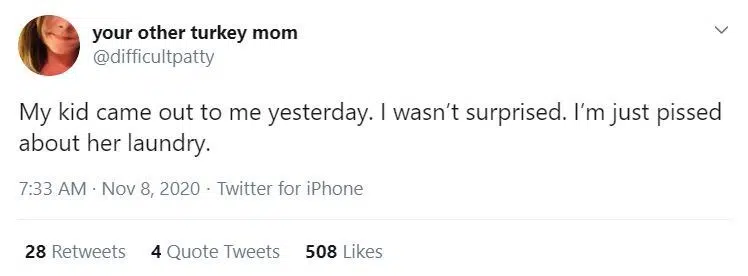 your other turkey mom
@difficultpatty
My kid came out to me yesterday. I wasn’t surprised. I’m just pissed
about her laundry.
7:33 AM · Nov 8, 2020 · Twitter for iPhone
28 Retweets 4 Quote Tweets 508 Likes